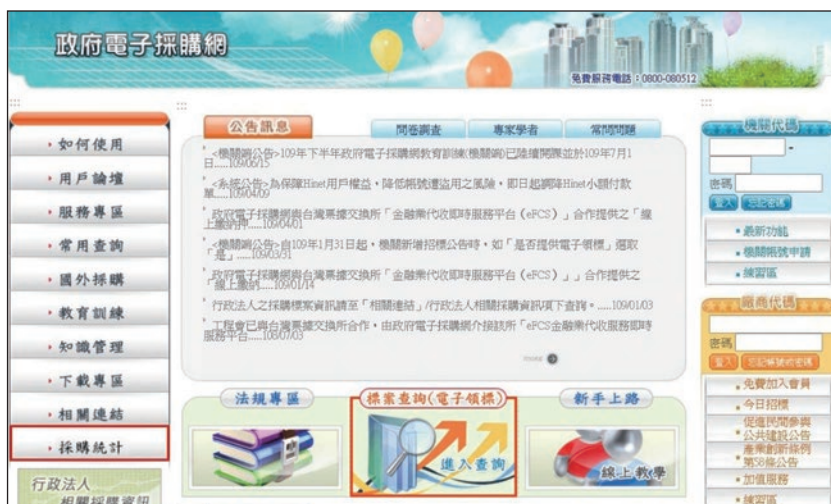 政府電子採購網
免費服務電話：0800-080512
如何使用
用戶論壇
服務專區
常用查詢
國外採購
教育訓練
知識管理
下載專區
相關連結
採購統計
行政法人
相關採購資訊
公告訊息
問卷調查
專家學者
常問問題
<機關端公告>109年下半年政府電子採購網教育訓練(機關端)已陸續開課並於109年7月1
日......109/06/15
<系統公告>為保障Hinet用戶權益，降低帳號遭盜用之風險，即日起調降Hinet小額付款
單......109/04/09
政府電子採購網與台灣票據交換所「金融業代收即時服務平台（eFCS）」合作提供之「線
上繳納押......109/04/01
<機關端公告>自109年1月31日起，機關新增招標公告時，如「是否提供電子領標」選取
「是」......109/03/31
政府電子採購網與台灣票據交換所「金融業代收即時服務平台（eFCS）」」合作提供之
「線上繳納......109/01/14
行政法人之採購標案資訊請至「相關連結」/行政法人相關採購資訊項下查詢。......109/01/03
工程會已與台灣票據交換所合作，由政府電子採購網介接該所「eFCS金融業代收服務即時
服務平台......108/07/03
more
法規專區
標案查詢(電子領標)
進入查詢
新手上路
線上教學
機關代碼
-
密碼
登入
忘記密碼
最新功能
機關帳號申請
練習區
廠商代碼
密碼
登入
忘記帳號或密碼
免費加入會員
今日招標
促進民間參與
公共建設公告
產業創新條例
第58條公告
加值服務
練習區